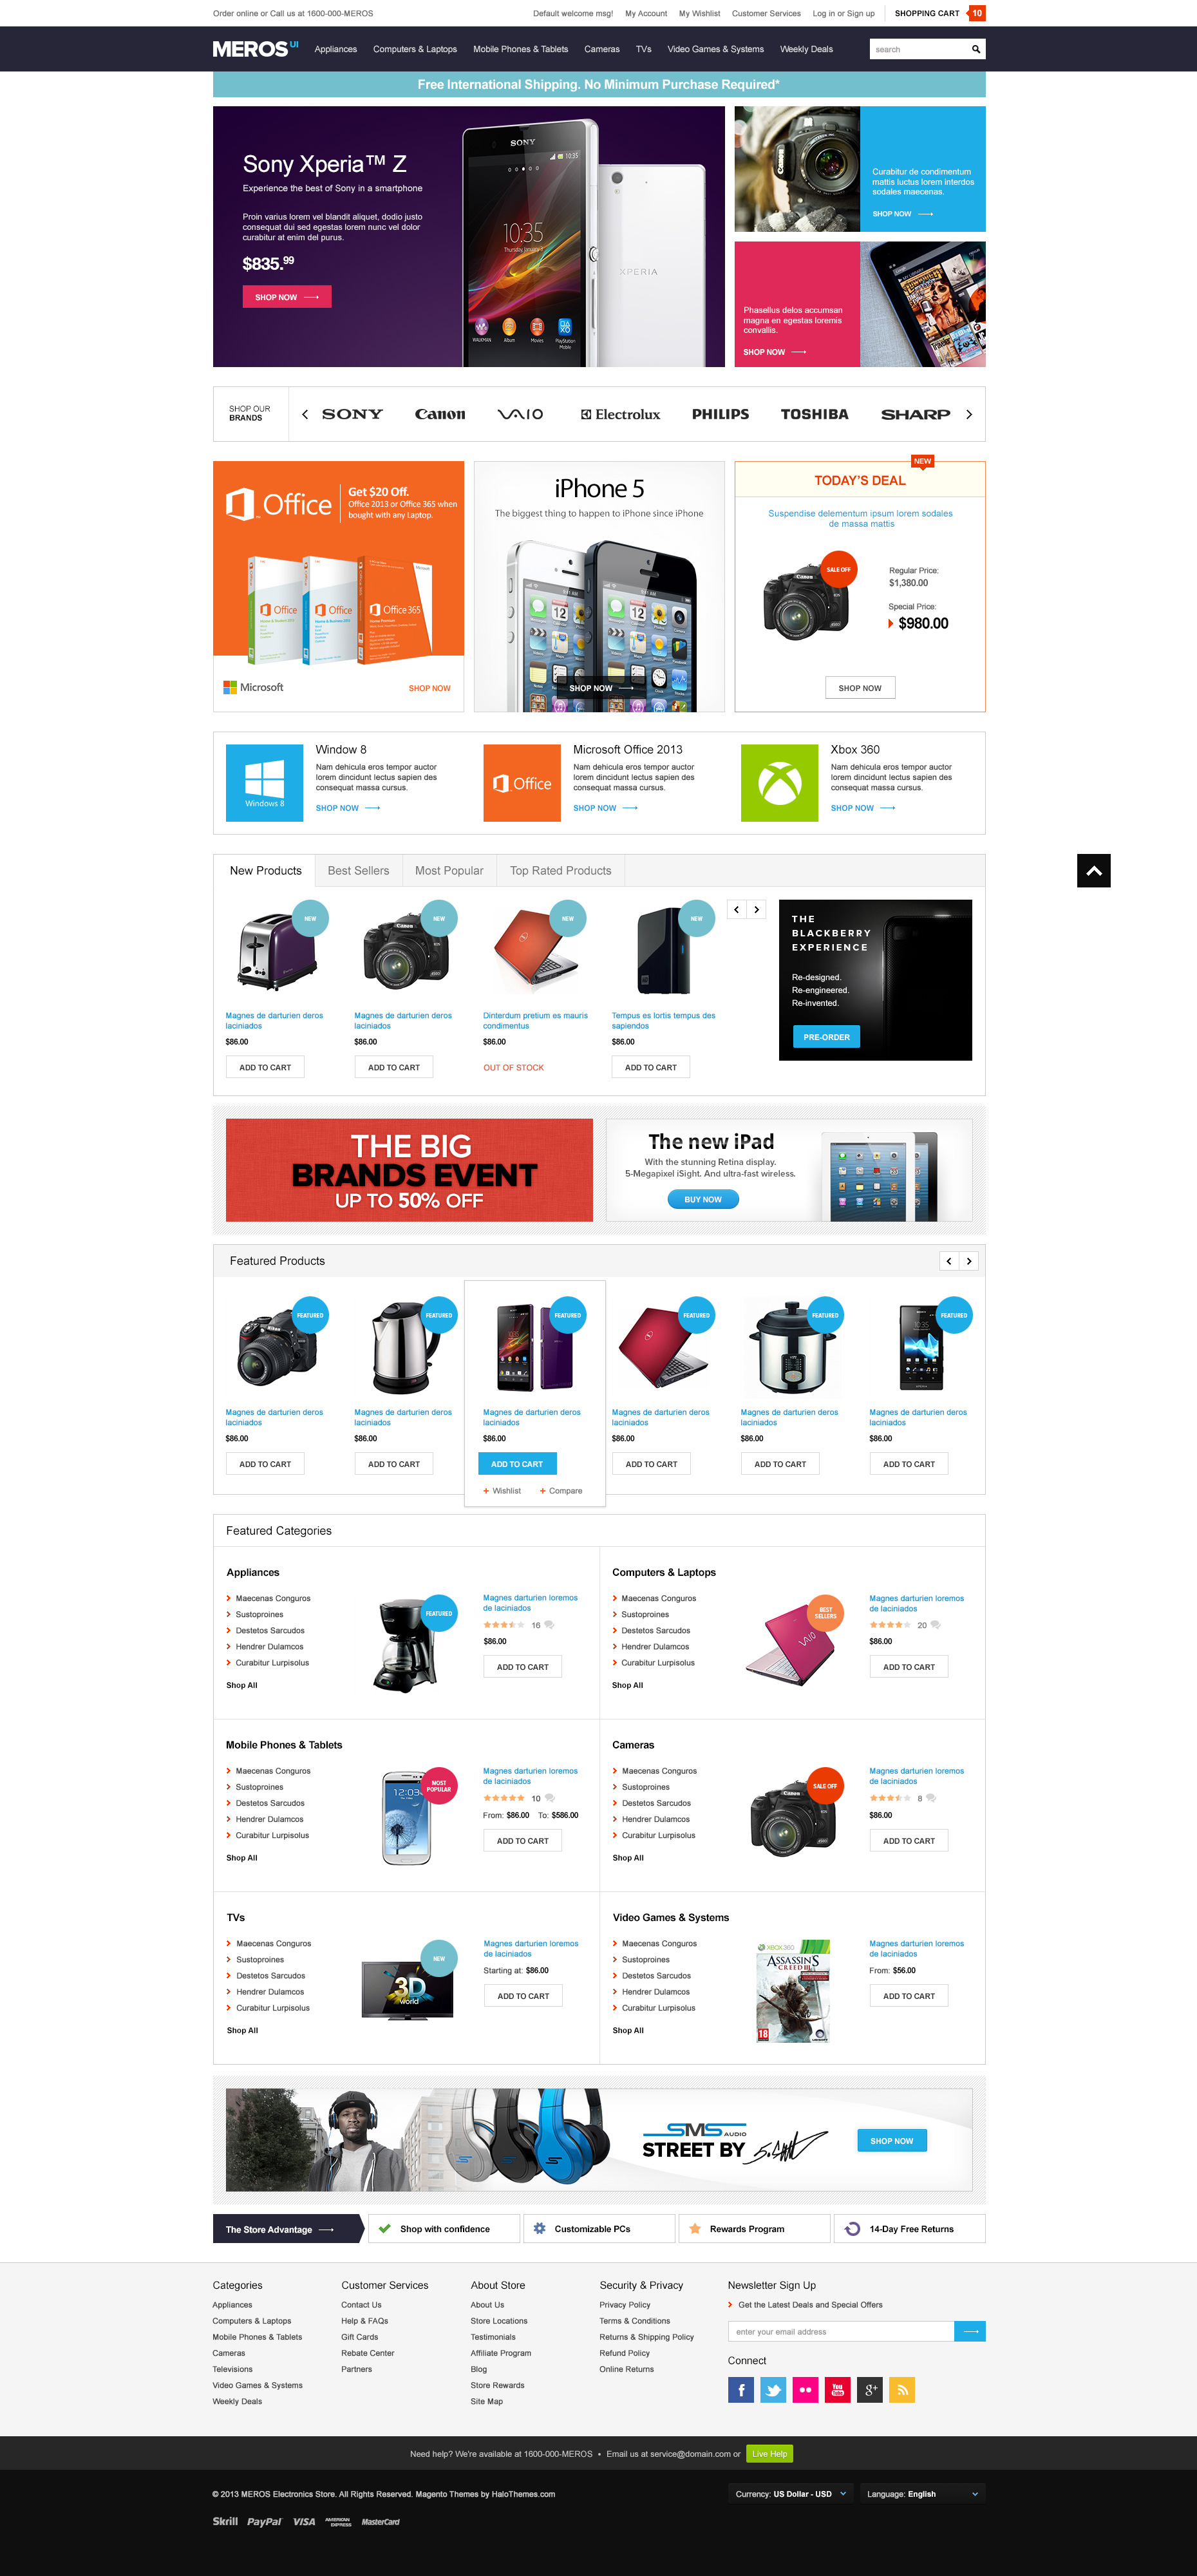 Order online or Call us at 1600-000-MEROS
Default welcome msg! My Account My Wishlist Customer Services Log in or Sign up SHOPPING CART 10
MEROS UI Appliances Computers & Laptops Mobile Phones & Tablets Cameras TVs Video Games & Systems Weekly Deals search
Free International Shipping. No Minimum Purchase Required*
Sony Xperia™ Z
Experience the best of Sony in a smartphone
Proin varius lorem vel blandit aliquet, dodio justo
consequat dui sed egestas lorem nunc vel dolor
curabitur at enim del purus.
$835.99
SHOP NOW
SONY
10:35
10:35
XPERIA
WALKMAN Album Movies PlayStation
Mobile
Curabitur de condimentum
mattis luctus lorem interdos
sodales maecenas.
SHOP NOW
Phasellus delos accumsan
magna en egestas loremis
convallis.
SHOP NOW
SHOP OUR
BRANDS
SONY Canon VAIO Electrolux PHILIPS TOSHIBA SHARP
Office
Get $20 Off.
Office 2013 or Office 365 when
bought with any Laptop.
Office Office Office 365
Microsoft
SHOP NOW
iPhone 5
The biggest thing to happen to iPhone since iPhone
SHOP NOW
NEW
TODAY'S DEAL
Suspendise delementum ipsum lorem sodales
de massa mattis
SALE OFF
Canon
Regular Price:
$1,380.00
Special Price:
$980.00
SHOP NOW
Windows 8
Window 8
Nam dehicula eros tempor auctor
lorem dincidunt lectus sapien des
consequat massa cursus.
SHOP NOW
Office
Microsoft Office 2013
Nam dehicula eros tempor auctor
lorem dincidunt lectus sapien des
consequat massa cursus.
SHOP NOW
Xbox 360
Nam dehicula eros tempor auctor
lorem dincidunt lectus sapien des
consequat massa cursus.
SHOP NOW
New Products Best Sellers Most Popular Top Rated Products
NEW NEW NEW NEW
Magnes de darturien deros
laciniados
$86.00
ADD TO CART
Magnes de darturien deros
laciniados
$86.00
ADD TO CART
Dinterdum pretium es mauris
condimentus
$86.00
OUT OF STOCK
Tempus es lortis tempus des
sapiendos
$86.00
ADD TO CART
THE
BLACKBERRY
EXPERIENCE
Re-designed.
Re-engineered.
Re-invented.
PRE-ORDER
THE BIG
BRANDS EVENT
UP TO 50% OFF
The new iPad
With the stunning Retina display.
5-Megapixel iSight. And ultra-fast wireless.
BUY NOW
Featured Products
FEATURED FEATURED FEATURED FEATURED FEATURED FEATURED
Magnes de darturien deros
laciniados
$86.00
ADD TO CART
Magnes de darturien deros
laciniados
$86.00
ADD TO CART
Magnes de darturien deros
laciniados
$86.00
ADD TO CART
Wishlist Compare
Magnes de darturien deros
laciniados
$86.00
ADD TO CART
Magnes de darturien deros
laciniados
$86.00
ADD TO CART
Magnes de darturien deros
laciniados
$86.00
ADD TO CART
Featured Categories
Appliances
Maecenas Conguros
Sustoproines
Destetos Sarcudos
Hendrer Dulamcos
Curabitur Lurpisolus
Shop All
FEATURED
Magnes darturien loremos
de laciniados
16
$86.00
ADD TO CART
Computers & Laptops
Maecenas Conguros
Sustoproines
Destetos Sarcudos
Hendrer Dulamcos
Curabitur Lurpisolus
Shop All
BEST
SELLERS
VAIO
Magnes darturien loremos
de laciniados
20
$86.00
ADD TO CART
Mobile Phones & Tablets
Maecenas Conguros
Sustoproines
Destetos Sarcudos
Hendrer Dulamcos
Curabitur Lurpisolus
Shop All
MOST
POPULAR
12:03
Magnes darturien loremos
de laciniados
10
From: $86.00 To: $586.00
ADD TO CART
Cameras
Maecenas Conguros
Sustoproines
Destetos Sarcudos
Hendrer Dulamcos
Curabitur Lurpisolus
Shop All
SALE OFF
Canon
Magnes darturien loremos
de laciniados
8
$86.00
ADD TO CART
TVs
Maecenas Conguros
Sustoproines
Destetos Sarcudos
Hendrer Dulamcos
Curabitur Lurpisolus
Shop All
NEW
3D
world
Magnes darturien loremos
de laciniados
Starting at: $86.00
ADD TO CART
Video Games & Systems
Maecenas Conguros
Sustoproines
Destetos Sarcudos
Hendrer Dulamcos
Curabitur Lurpisolus
Shop All
XBOX 360
ASSASSIN'S
CREED III
18
Magnes darturien loremos
de laciniados
From: $56.00
ADD TO CART
SMS AUDIO
STREET BY
SHOP NOW
The Store Advantage Shop with confidence Customizable PCs Rewards Program 14-Day Free Returns
Categories
Appliances
Computers & Laptops
Mobile Phones & Tablets
Cameras
Televisions
Video Games & Systems
Weekly Deals
Customer Services
Contact Us
Help & FAQs
Gift Cards
Rebate Center
Partners
About Store
About Us
Store Locations
Testimonials
Affiliate Program
Blog
Store Rewards
Site Map
Security & Privacy
Privacy Policy
Terms & Conditions
Returns & Shipping Policy
Refund Policy
Online Returns
Newsletter Sign Up
Get the Latest Deals and Special Offers
enter your email address
Connect
f You Tube g+
Need help? We're available at 1600-000-MEROS • Email us at service@domain.com or Live Help
© 2013 MEROS Electronics Store. All Rights Reserved. Magento Themes by HaloThemes.com
Currency: US Dollar - USD Language: English
Skrill PayPal VISA AMERICAN EXPRESS MasterCard